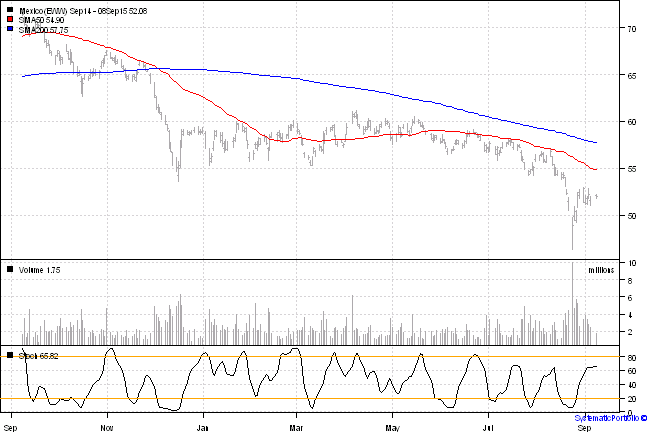 Mexico(EWW) Sep14 - 08Sep15 52.08
SMA50 54.90
SMA200 57.75
70
65
60
55
50
Volume 1.75
10
millions
8
6
4
2
Stoch 65.82
80
60
40
20
0
Sep
Nov
Jan
Mar
May
Jul
Sep
SystematicPortfolio ©